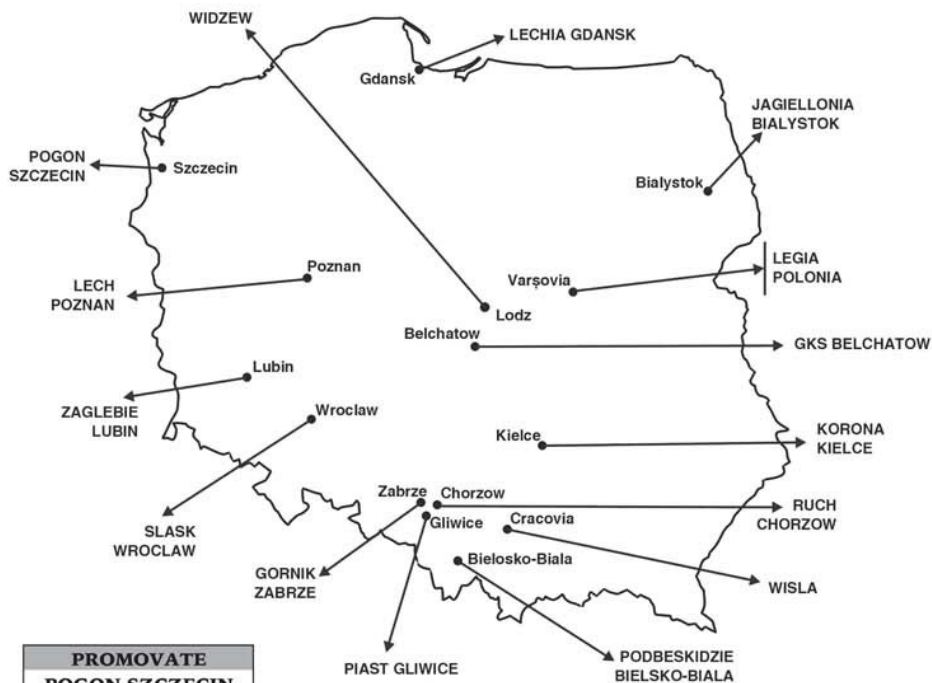 WIDZEW
LECHIA GDANSK
Gdansk
JAGIELLONIA
BIALYSTOK
POGON
SZCZECIN
Szczecin
Bialystok
LECH
POZNAN
Poznan
Varșovia
LEGIA
POLONIA
Lodz
Belchatow
GKS BELCHATOW
Lubin
ZAGLEBIE
LUBIN
Wroclaw
SLASK
WROCLAW
Kielce
KORONA
KIELCE
Zabrze
Chorzow
RUCH
CHORZOW
Gliwice
Cracovia
WISLA
Bielosko-Biala
GORNIK
ZABRZE
PIAST GLIWICE
PODBESKIDZIE
BIELSKO-BIALA
PROMOVATE
POGON SZCZECIN